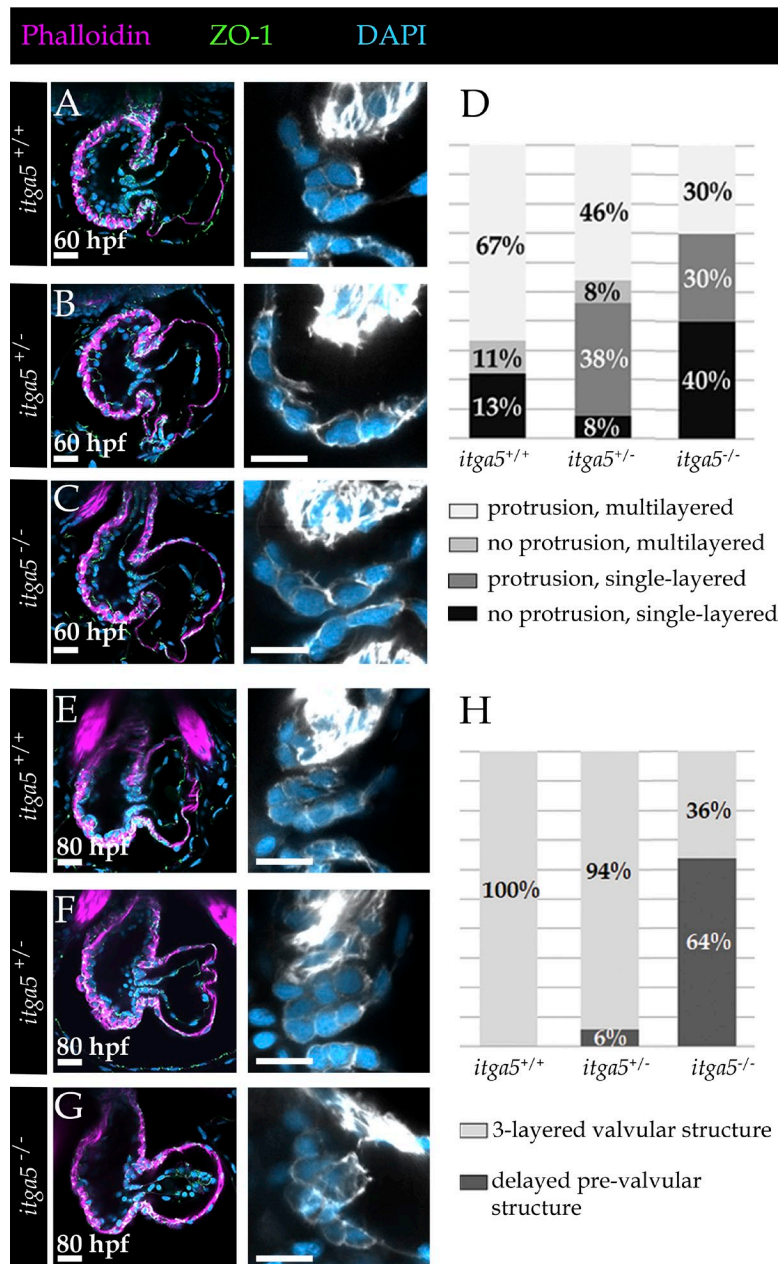 Phalloidin ZO-1 DAPI
A
itga5+/+
60 hpf
B
itga5+/-
60 hpf
C
itga5-/-
60 hpf
D
67%
11%
13%
46%
8%
38%
8%
30%
30%
40%
itga5+/+ itga5+/- itga5-/-
protrusion, multilayered
no protrusion, multilayered
protrusion, single-layered
no protrusion, single-layered
E
itga5+/+
80 hpf
F
itga5+/-
80 hpf
G
itga5-/-
80 hpf
H
100%
94%
6%
36%
64%
itga5+/+ itga5+/- itga5-/-
3-layered valvular structure
delayed pre-valvular
structure